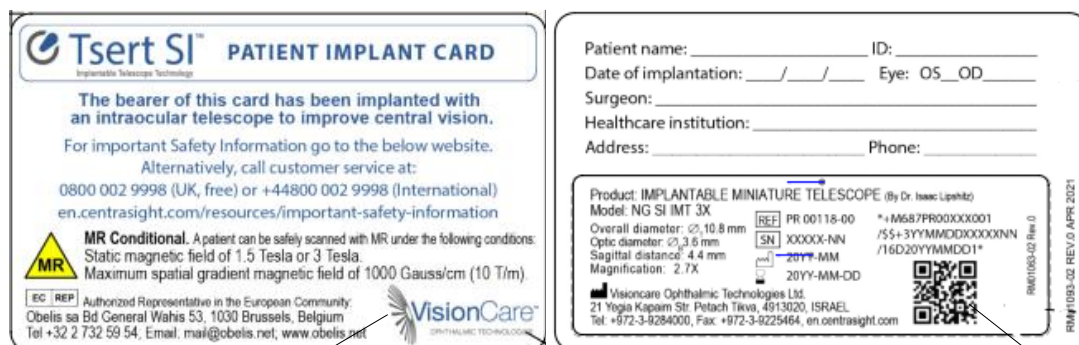 Tsert SI™ PATIENT IMPLANT CARD
Implantable Telescope Technology
The bearer of this card has been implanted with
an intraocular telescope to improve central vision.
For important Safety Information go to the below website.
Alternatively, call customer service at:
0800 002 9998 (UK, free) or +44800 002 9998 (International)
en.centrasight.com/resources/important-safety-information
MR
MR Conditional. A patient can be safely scanned with MR under the following conditions:
Static magnetic field of 1.5 Tesla or 3 Tesla.
Maximum spatial gradient magnetic field of 1000 Gauss/cm (10 T/m).
EC REP Authorized Representative in the European Community:
Obelis sa Bd General Wahis 53, 1030 Brussels, Belgium
Tel +32 2 732 59 54, Email. mail@obelis.net; www.obelis.net
VisionCare™
OPHTHALMIC TECHNOLOGIES
Patient name: ID:
Date of implantation: / / Eye: OS__OD
Surgeon:
Healthcare institution:
Address: Phone:
Product: IMPLANTABLE MINIATURE TELESCOPE (By Dr. Isaac Lipshitz)
Model: NG SI IMT 3X
Overall diameter: ∅ 10.8 mm
Optic diameter: ∅ 3.6 mm
Sagittal distance: 4.4 mm
Magnification: 2.7X
REF PR 00118-00
SN XXXXX-NN
20YY-MM
20YY-MM-DD
*+M687PR00XXX001
/$$+3YYMMDDXXXXXNN
/16D20YYMMDD1*
Visioncare Ophthalmic Technologies Ltd.
21 Yegia Kapaim Str. Petach Tikva, 4913020, ISRAEL
Tel: +972-3-9284000, Fax: +972-3-9225464, en.centrasight.com
RM01063-02 Rev.0
REV.0 APR 2021